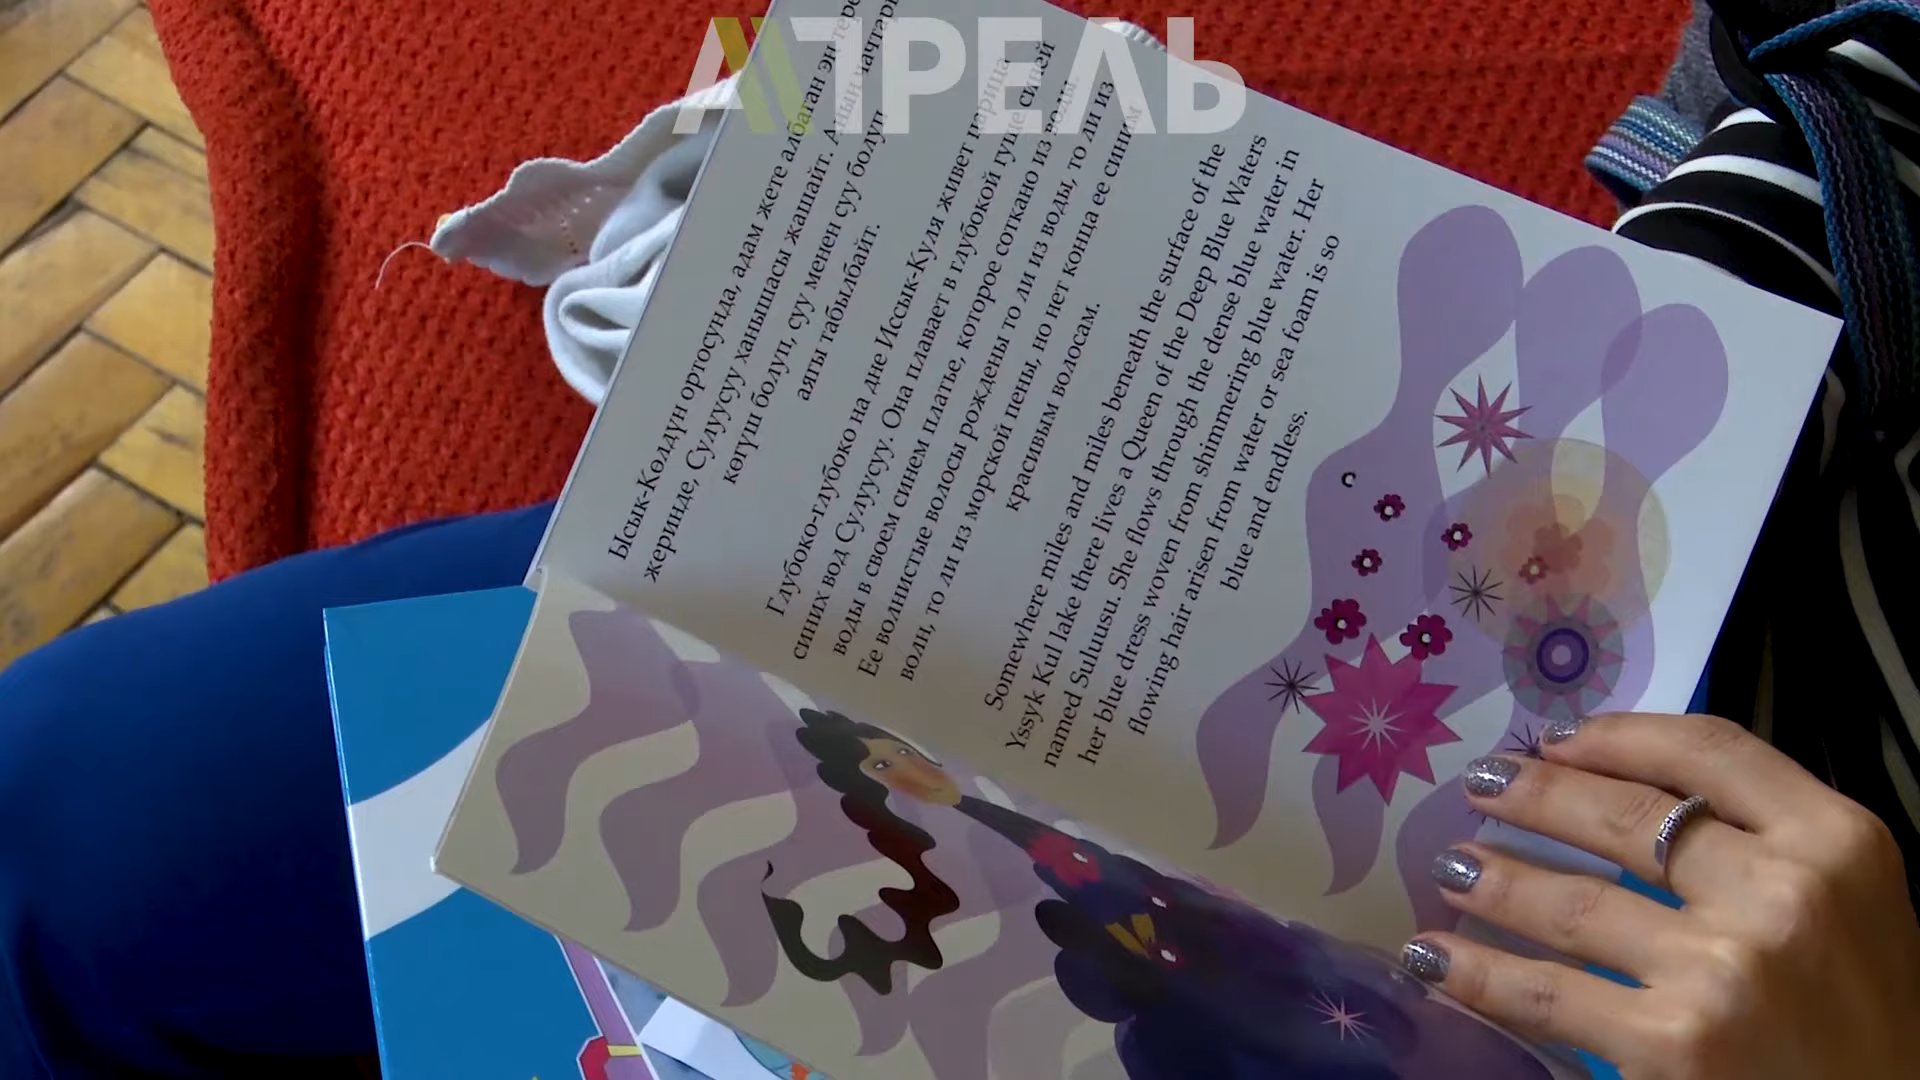 АПРЕЛЬ
Ысык-Көлдүн ортосунда, адам жете албаган эң
жеринде, Сулуусуу ханышасы жашайт. Анын чачтары
көгүш болуп, суу менен суу болуп
аягы табылбайт.
Глубоко-глубоко на дне Иссык-Куля живет царица
синих вод Сулуусуу. Она плавает в глубокой гуще синей
воды в своем синем платье, которое соткано из воды.
Ее волнистые волосы рождены то ли из воды, то ли из
волн, то ли из морской пены, но нет конца ее синим
красивым волосам.
Somewhere miles and miles beneath the surface of the
Yssyk Kul lake there lives a Queen of the Deep Blue Waters
named Suluusu. She flows through the dense blue water in
her blue dress woven from shimmering blue water. Her
flowing hair arisen from water or sea foam is so
blue and endless.